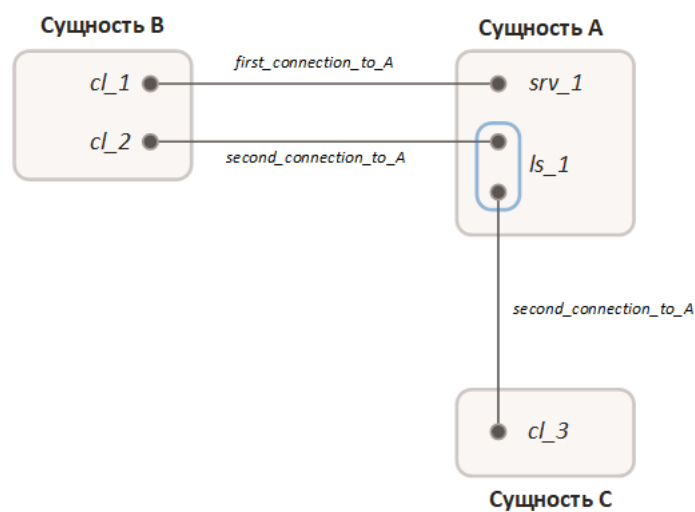 Сущность B
Сущность A
first_connection_to_A
cl_1
srv_1
cl_2
second_connection_to_A
ls_1
second_connection_to_A
cl_3
Сущность C